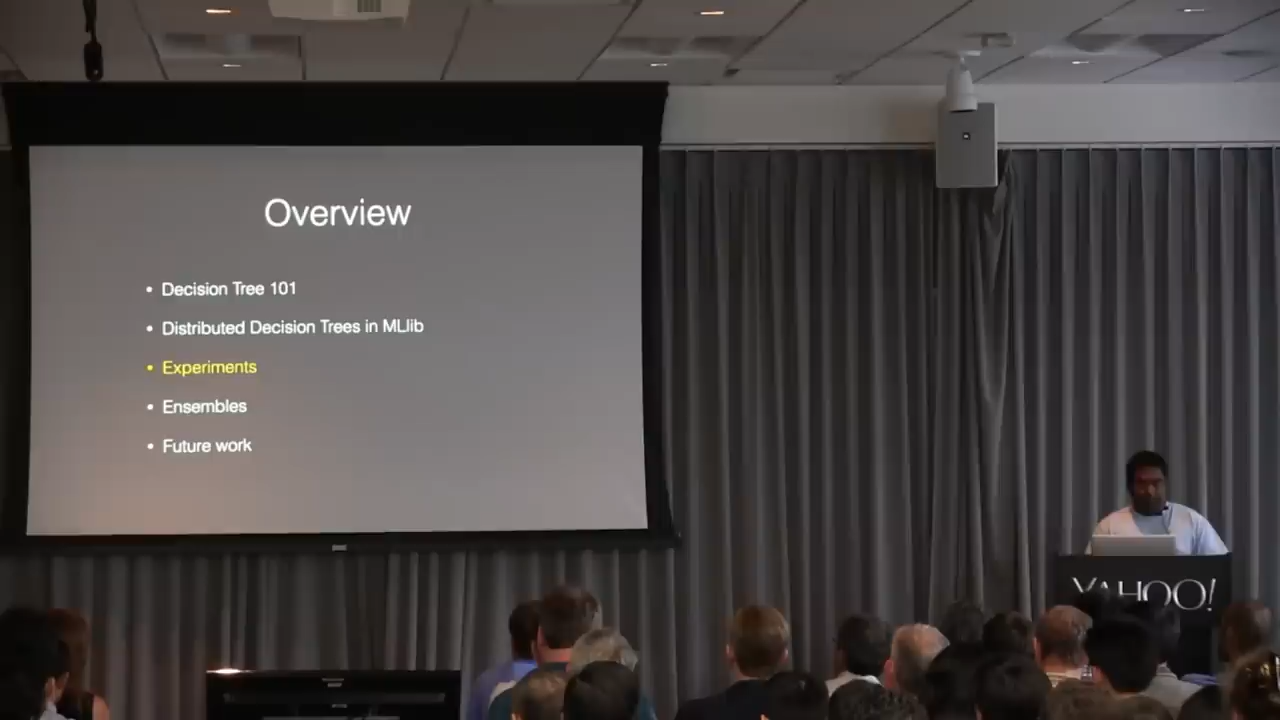 Overview
• Decision Tree 101
• Distributed Decision Trees in MLlib
• Experiments
• Ensembles
• Future work
YAHOO!